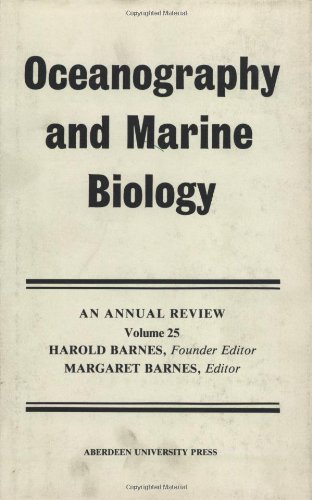 Oceanography
and Marine
Biology
AN ANNUAL REVIEW
Volume 25
HAROLD BARNES, Founder Editor
MARGARET BARNES, Editor
ABERDEEN UNIVERSITY PRESS